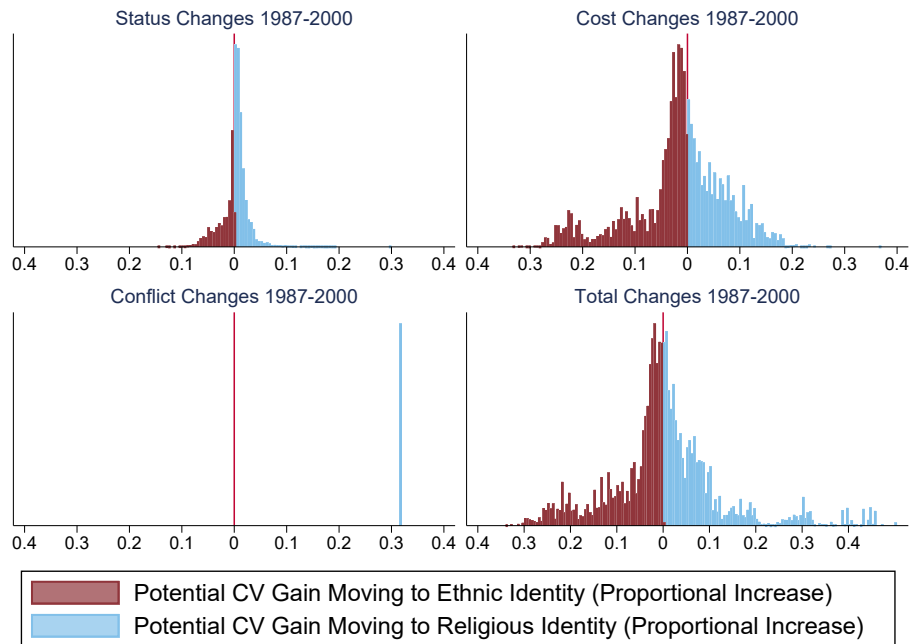 Status Changes 1987-2000
Cost Changes 1987-2000
0.4 0.3 0.2 0.1 0 0.1 0.2 0.3 0.4
0.3 0.2 0.1 0 0.1 0.2 0.3 0.4
Conflict Changes 1987-2000
Total Changes 1987-2000
0.4 0.3 0.2 0.1 0 0.1 0.2 0.3 0.4
0.3 0.2 0.1 0 0.1 0.2 0.3 0.4
Potential CV Gain Moving to Ethnic Identity (Proportional Increase)
Potential CV Gain Moving to Religious Identity (Proportional Increase)